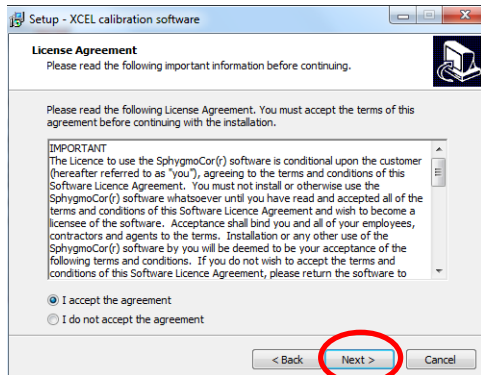 Setup - XCEL calibration software
License Agreement
Please read the following important information before continuing.
Please read the following License Agreement. You must accept the terms of this
agreement before continuing with the installation.
IMPORTANT
The Licence to use the SphygmoCor(r) software is conditional upon the customer
(hereafter referred to as "you"), agreeing to the terms and conditions of this
Software Licence Agreement. You must not install or otherwise use the
SphygmoCor(r) software whatsoever until you have read and accepted all of the
terms and conditions of this Software Licence Agreement and wish to become a
licensee of the software. Acceptance shall bind you and all of your employees,
contractors and agents to the terms. Installation or any other use of the
SphygmoCor(r) software by you will be deemed to be your acceptance of the
following terms and conditions. If you do not wish to accept the terms and
conditions of this Software Licence Agreement, please return the software to
I accept the agreement
I do not accept the agreement
< Back Next > Cancel